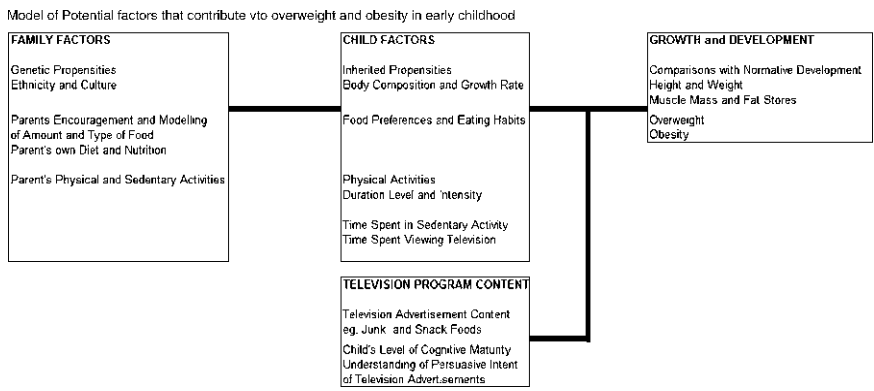 Model of Potential factors that contribute vto overweight and obesity in early childhood
FAMILY FACTORS
Genetic Propensities
Ethnicity and Culture
Parents Encouragement and Modelling
of Amount and Type of Food
Parent's own Diet and Nutrition
Parent's Physical and Sedentary Activities
CHILD FACTORS
Inherited Propensities
Body Composition and Growth Rate
Food Preferences and Eating Habits
Physical Activities
Duration Level and Intensity
Time Spent in Sedentary Activity
Time Spent Viewing Television
TELEVISION PROGRAM CONTENT
Television Advertisement Content
eg. Junk and Snack Foods
Child's Level of Cognitive Maturity
Understanding of Persuasive Intent
of Television Advertisements
GROWTH and DEVELOPMENT
Comparisons with Normative Development
Height and Weight
Muscle Mass and Fat Stores
Overweight
Obesity